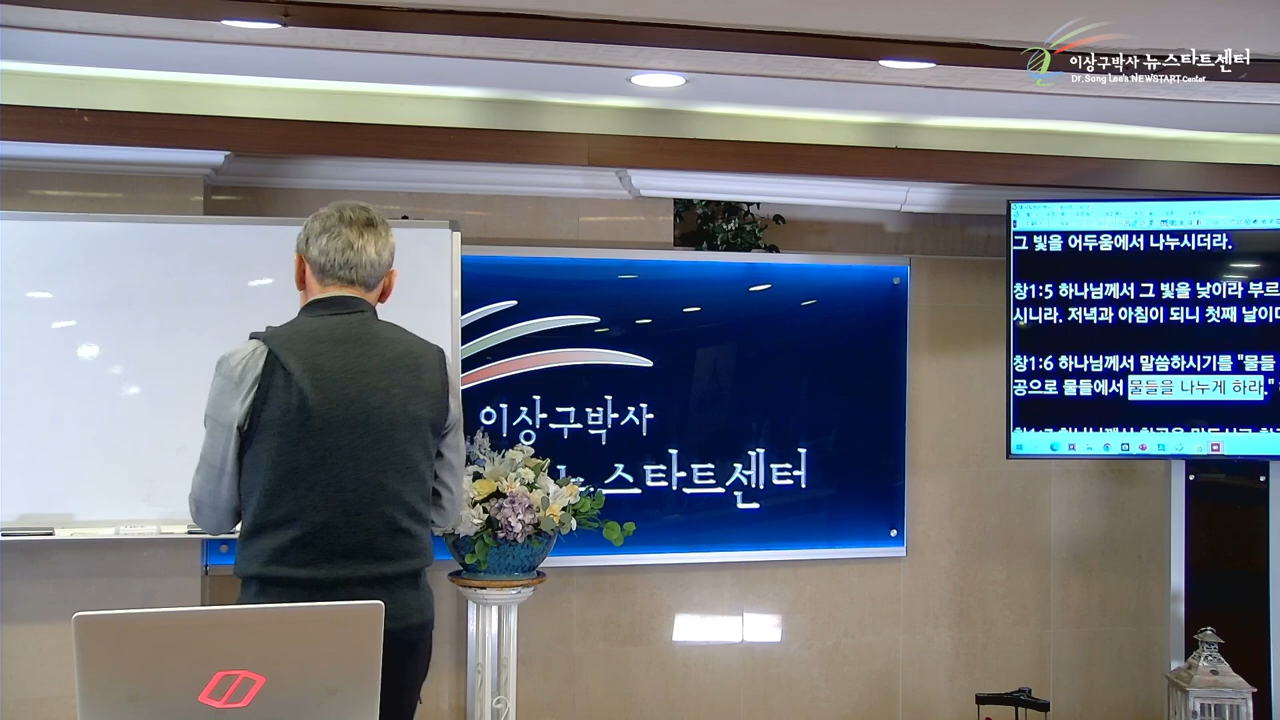 이상구박사 뉴스타트센터
Dr. Sang Lee's NEWSTART Center
그 빛을 어두움에서 나누시더라.
창1:5 하나님께서 그 빛을 낮이라 부르
시니라. 저녁과 아침이 되니 첫째 날이
창1:6 하나님께서 말씀하시기를 "물들
공으로 물들에서 물들을 나누게 하라."
이상구박사
스타트센터